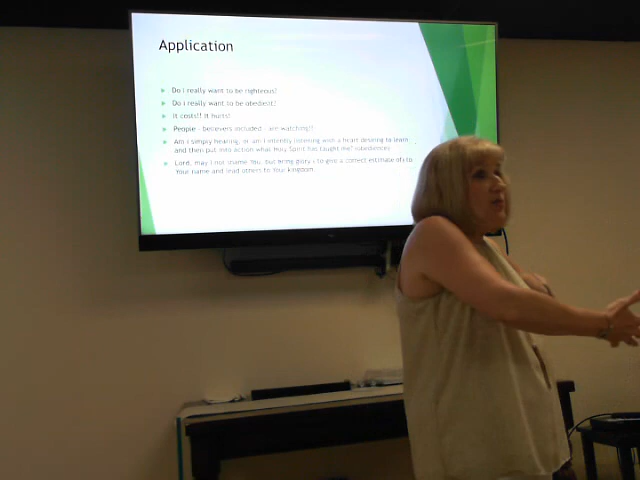 Application
Do I really want to be righteous?
Do I really want to be obedient?
It costs!! It hurts!
People - believers included - are watching!!
Am I simply hearing, or am I intently listening with a heart desiring to learn
and then put into action what Holy Spirit has taught me? (obedience)
Lord, may I not shame You, but bring glory to give a correct estimate of to
Your name and lead others to Your kingdom.